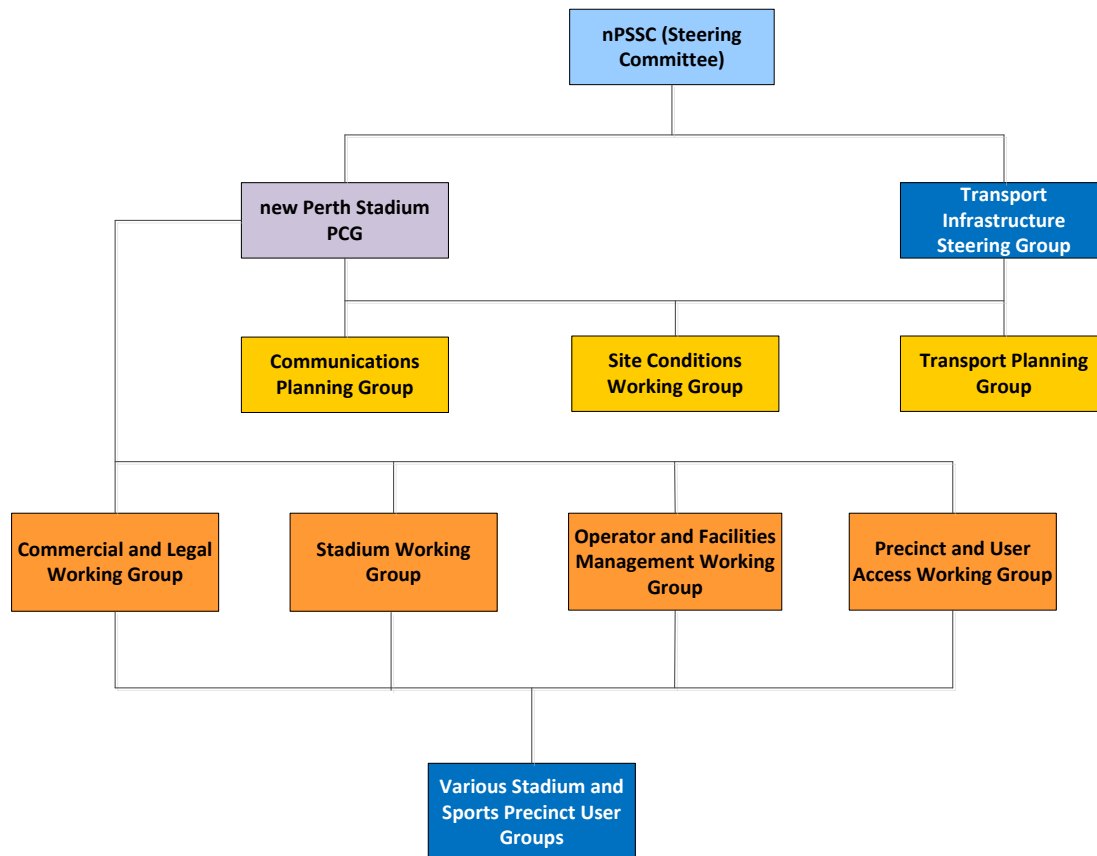 nPSSC (Steering
Committee)
new Perth Stadium
PCG
Transport
Infrastructure
Steering Group
Communications
Planning Group
Site Conditions
Working Group
Transport Planning
Group
Commercial and Legal
Working Group
Stadium Working
Group
Operator and Facilities
Management Working
Group
Precinct and User
Access Working Group
Various Stadium and
Sports Precinct User
Groups